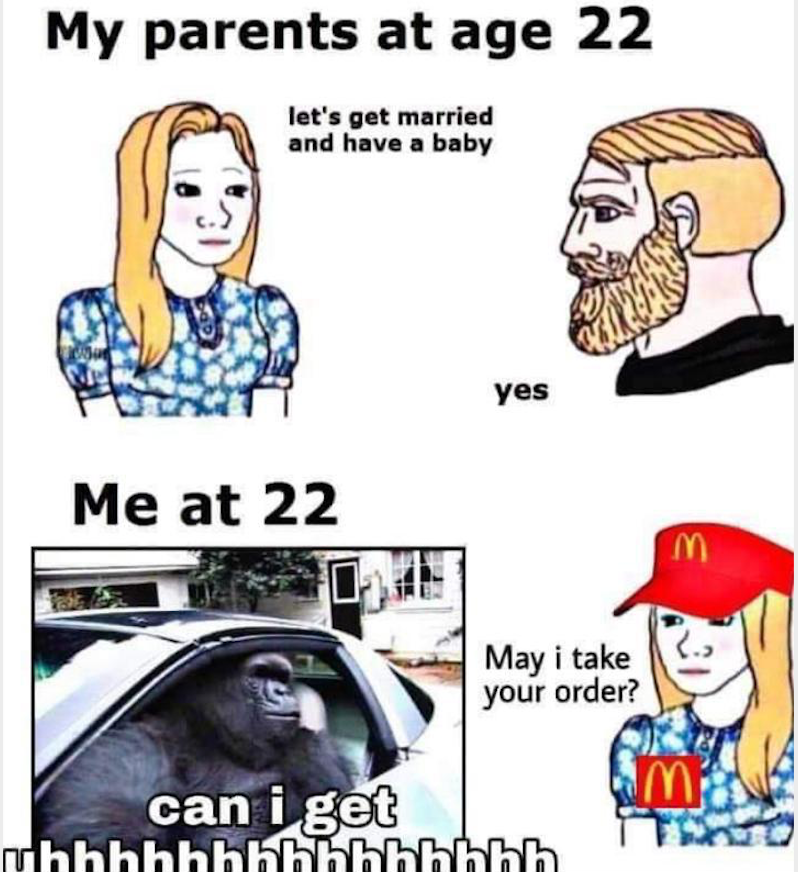 My parents at age 22
let's get married
and have a baby
yes
Me at 22
May i take
your order?
M
M
can i get
uhhhhhhhhhhhhhhhhh